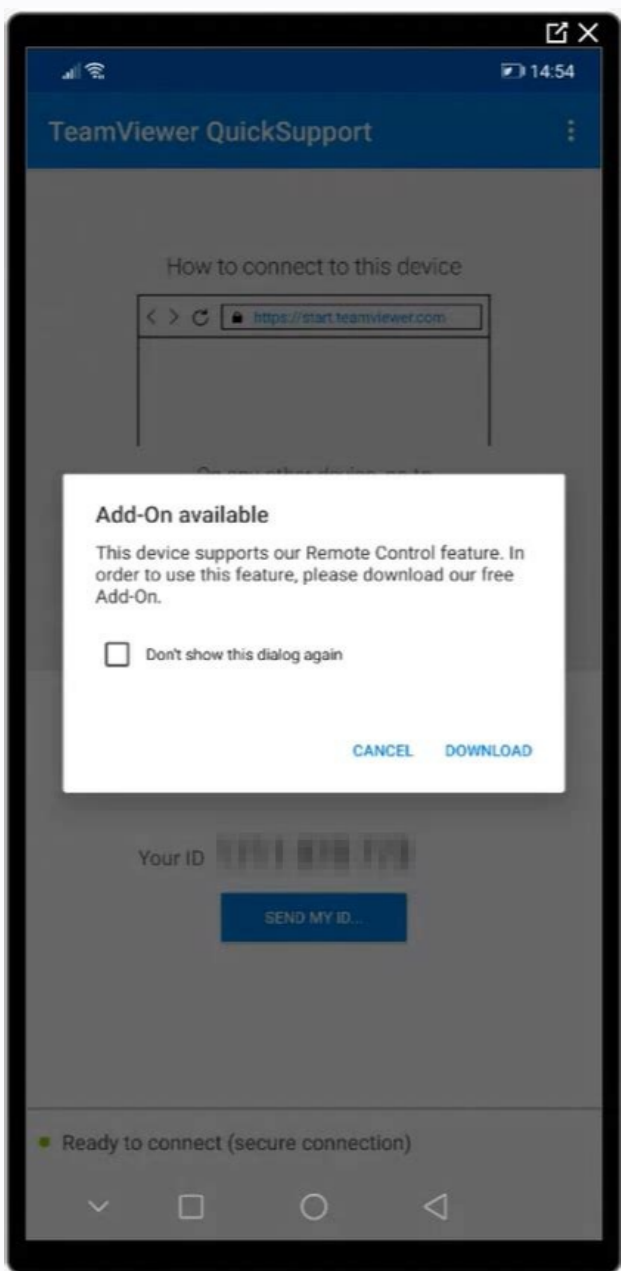 14:54
TeamViewer QuickSupport
How to connect to this device
https://start.teamviewer.com
Add-On available
This device supports our Remote Control feature. In
order to use this feature, please download our free
Add-On.
Don't show this dialog again
CANCEL DOWNLOAD
Your ID
SEND MY ID...
Ready to connect (secure connection)